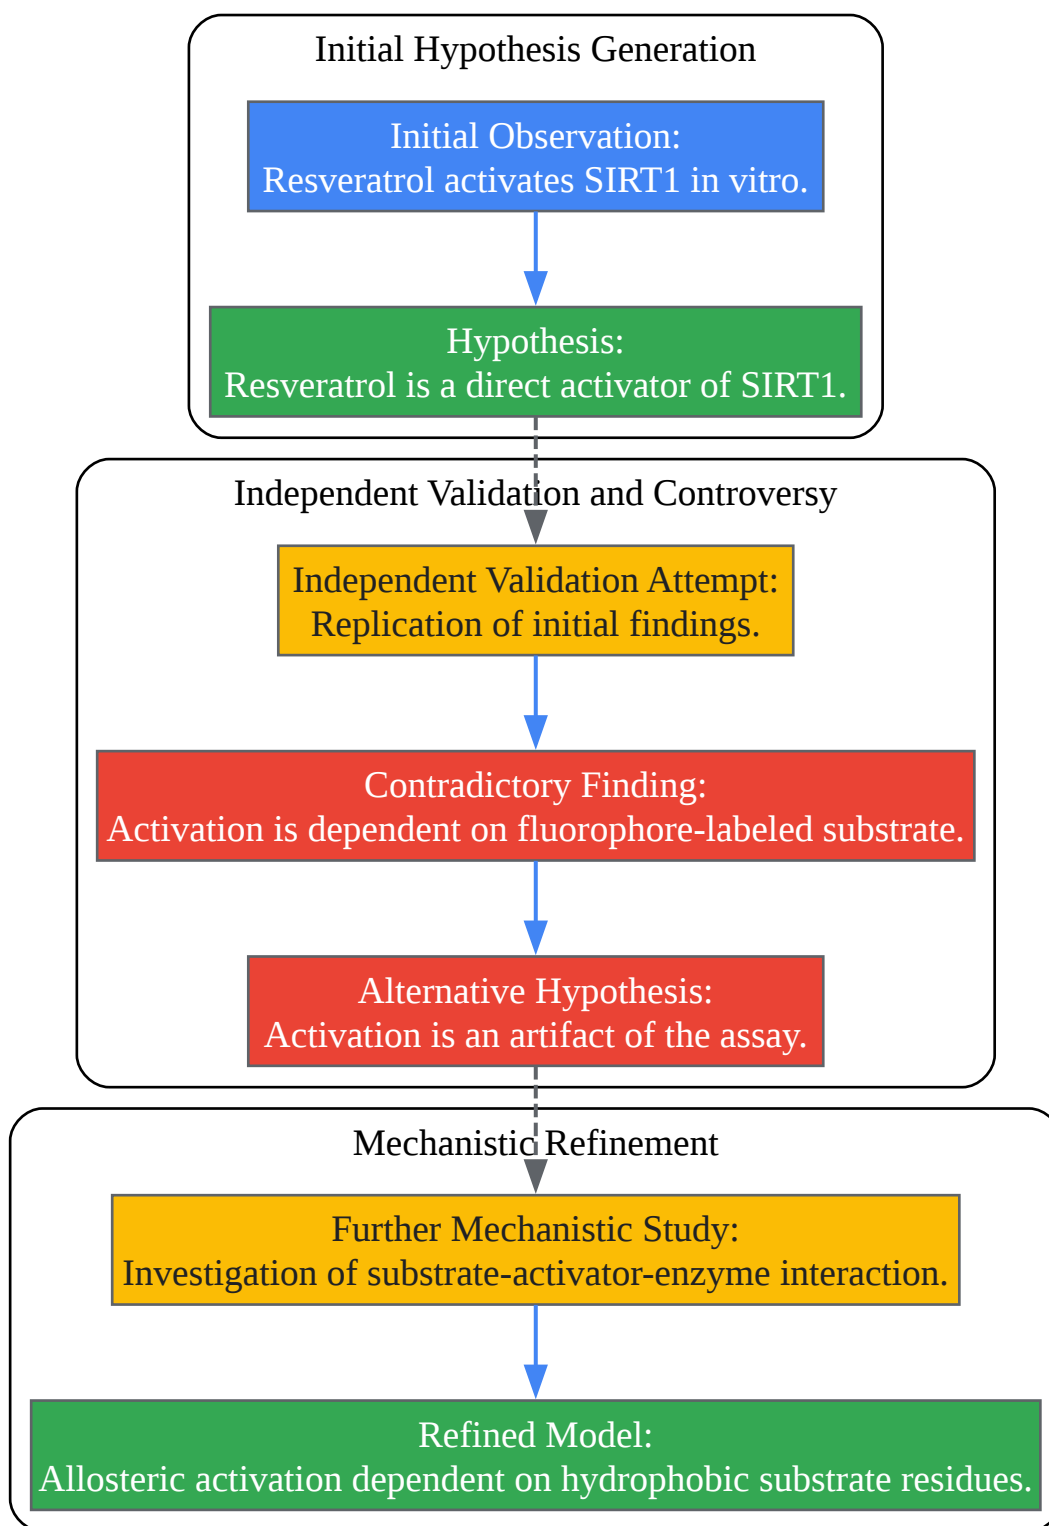 Initial Hypothesis Generation
Initial Observation:
Resveratrol activates SIRT1 in vitro.
Hypothesis:
Resveratrol is a direct activator of SIRT1.
Independent Validation and Controversy
Independent Validation Attempt:
Replication of initial findings.
Contradictory Finding:
Activation is dependent on fluorophore-labeled substrate.
Alternative Hypothesis:
Activation is an artifact of the assay.
Mechanistic Refinement
Further Mechanistic Study:
Investigation of substrate-activator-enzyme interaction.
Refined Model:
Allosteric activation dependent on hydrophobic substrate residues.